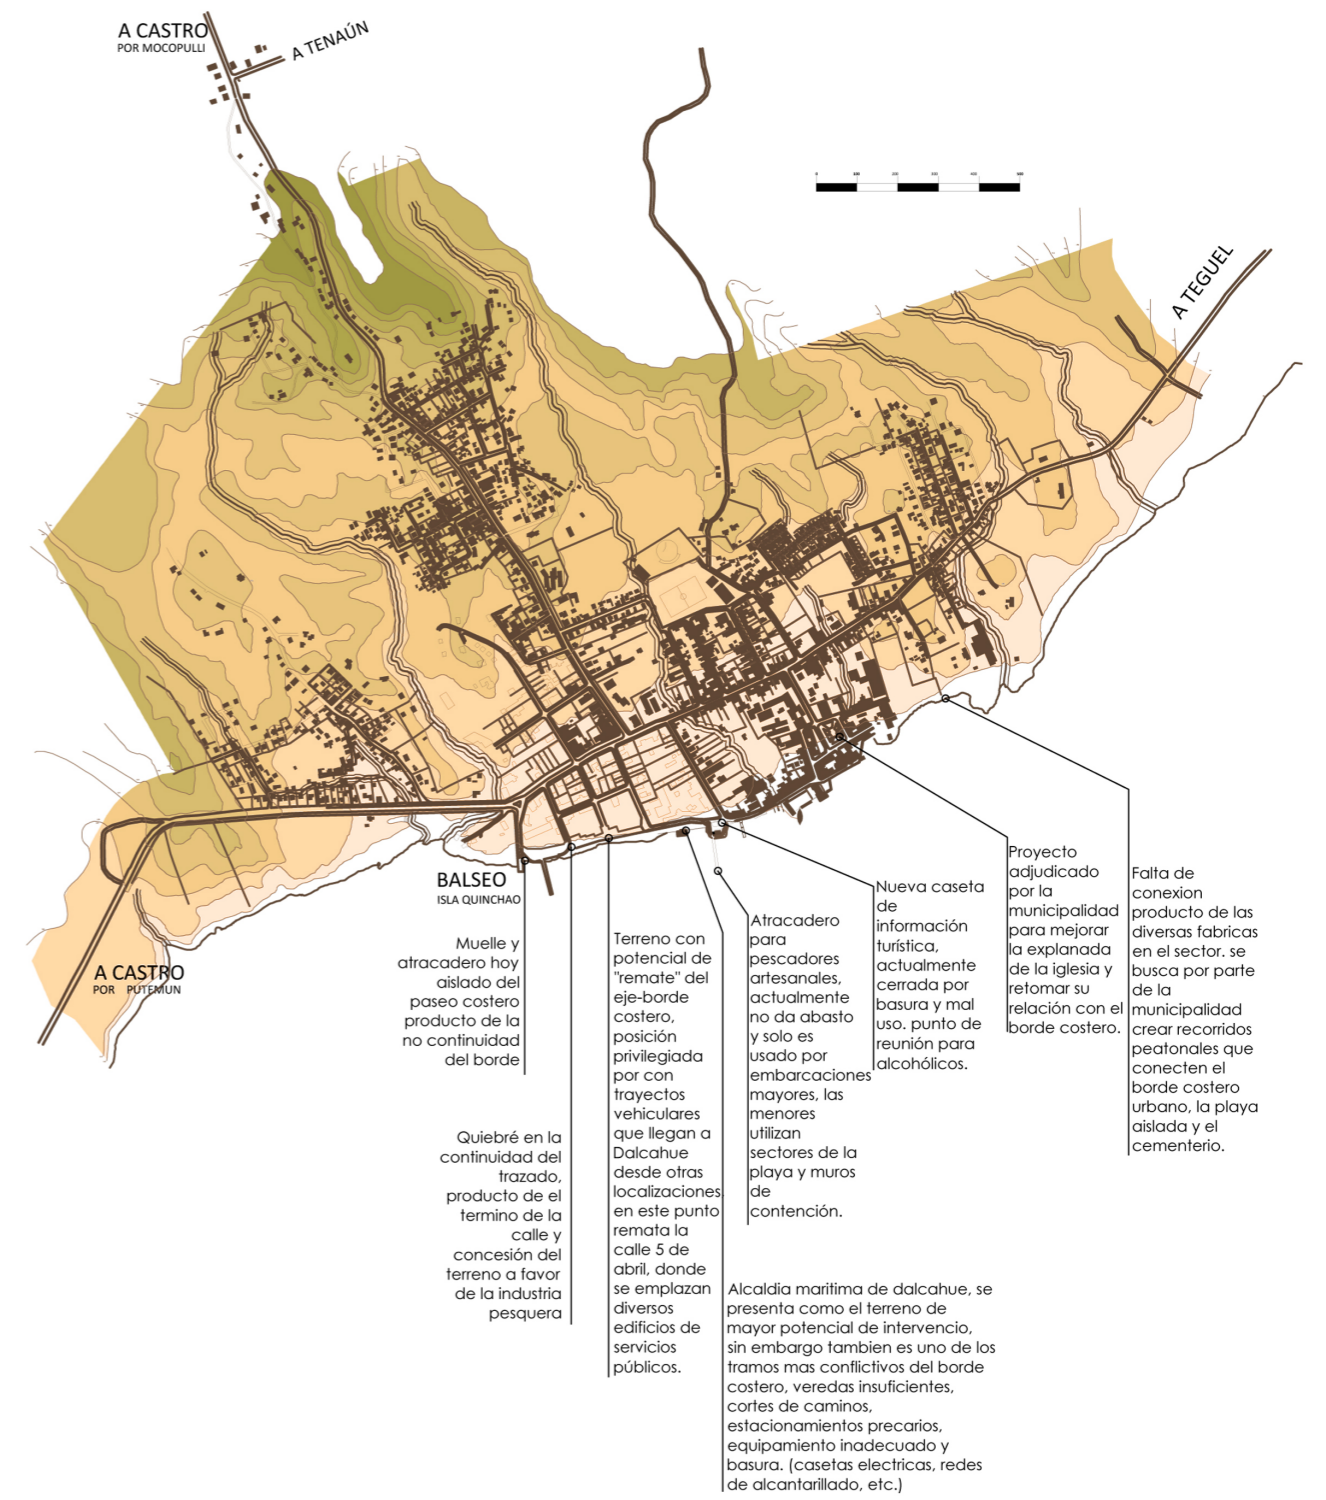 A CASTRO
POR MOCOPULLI
A TENAÚN
0 100 200 300 400 500
A TEGUEL
BALSEO
ISLA QUINCHAO
A CASTRO
POR PUTEMUN
Muelle y
atracadero hoy
aislado del
paseo costero
producto de la
no continuidad
del borde
Quiebré en la
continuidad del
trazado,
producto de el
termino de la
calle y
concesión del
terreno a favor
de la industria
pesquera
Terreno con
potencial de
"remate" del
eje-borde
costero,
posición
privilegiada
por con
trayectos
vehiculares
que llegan a
Dalcahue
desde otras
localizaciones,
en este punto
remata la
calle 5 de
abril, donde
se emplazan
diversos
edificios de
servicios
públicos.
Alcaldia maritima de dalcahue, se
presenta como el terreno de
mayor potencial de intervencio,
sin embargo tambien es uno de los
tramos mas conflictivos del borde
costero, veredas insuficientes,
cortes de caminos,
estacionamientos precarios,
equipamiento inadecuado y
basura. (casetas electricas, redes
de alcantarillado, etc.)
Atracadero
para
pescadores
artesanales,
actualmente
no da abasto
y solo es
usado por
embarcaciones
mayores, las
menores
utilizan
sectores de la
playa y muros
de
contención.
Nueva caseta
de
información
turística,
actualmente
cerrada por
basura y mal
uso. punto de
reunión para
alcohólicos.
Proyecto
adjudicado
por la
municipalidad
para mejorar
la explanada
de la iglesia y
retomar su
relación con el
borde costero.
Falta de
conexion
producto de las
diversas fabricas
en el sector. se
busca por parte
de la
municipalidad
crear recorridos
peatonales que
conecten el
borde costero
urbano, la playa
aislada y el
cementerio.